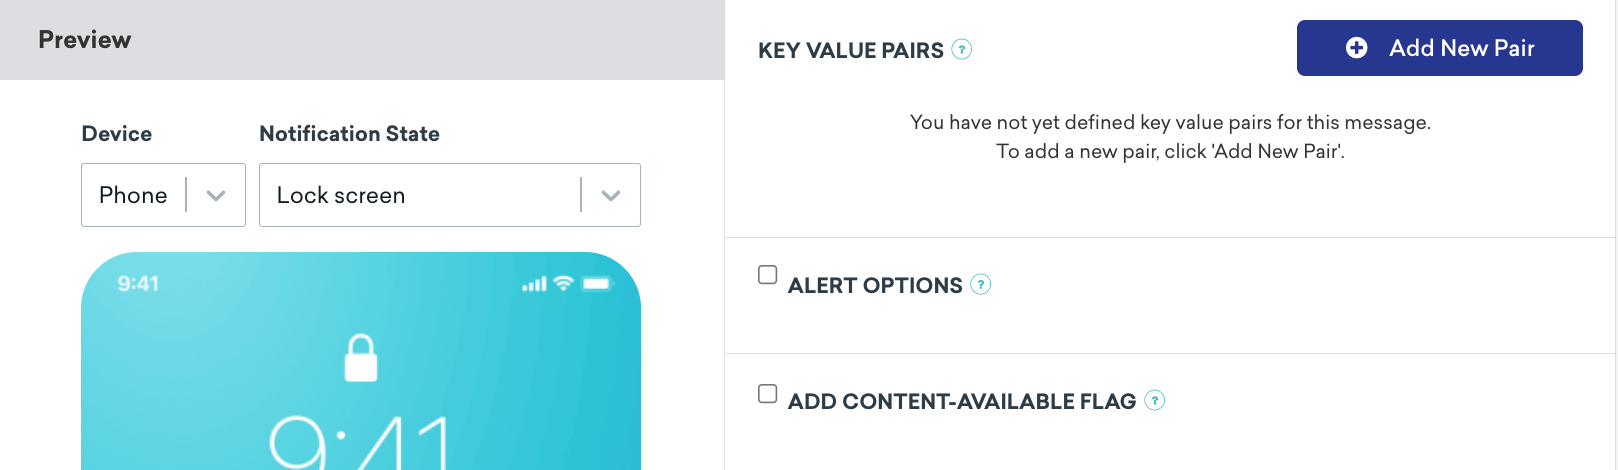 Preview
Device
Notification State
Phone
Lock screen
9:41
9:41
KEY VALUE PAIRS ?
Add New Pair
You have not yet defined key value pairs for this message.
To add a new pair, click 'Add New Pair'.
ALERT OPTIONS ?
ADD CONTENT-AVAILABLE FLAG ?